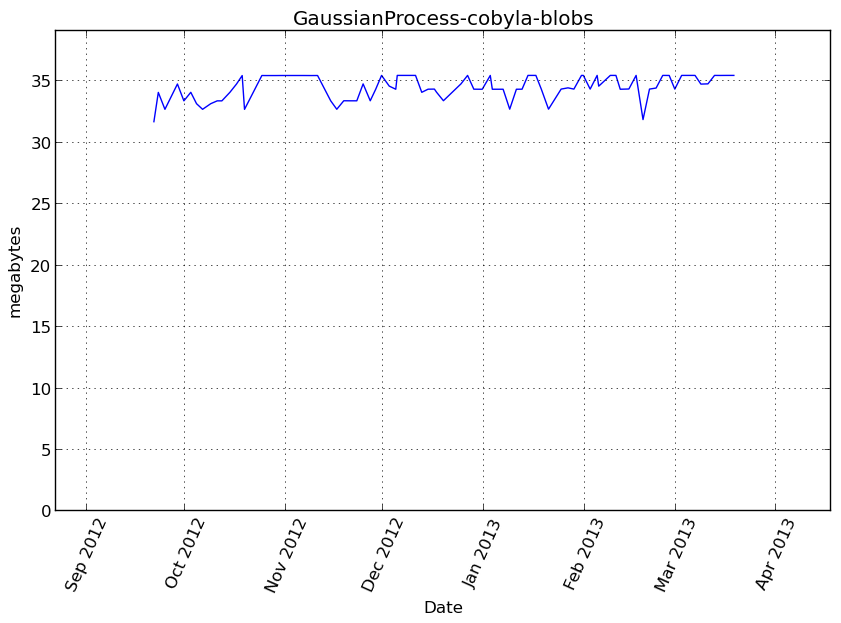 GaussianProcess-cobyla-blobs
megabytes
35
30
25
20
15
10
5
0
Sep 2012
Oct 2012
Nov 2012
Dec 2012
Jan 2013
Feb 2013
Mar 2013
Apr 2013
Date